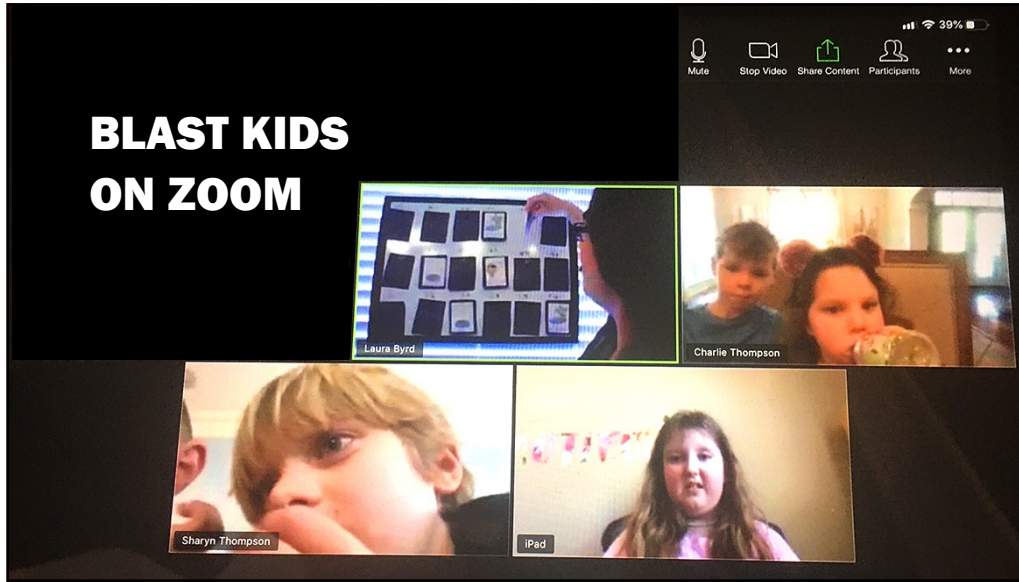 39%
Mute Stop Video Share Content Participants More
BLAST KIDS
ON ZOOM
Laura Byrd
Charlie Thompson
Sharyn Thompson
iPad